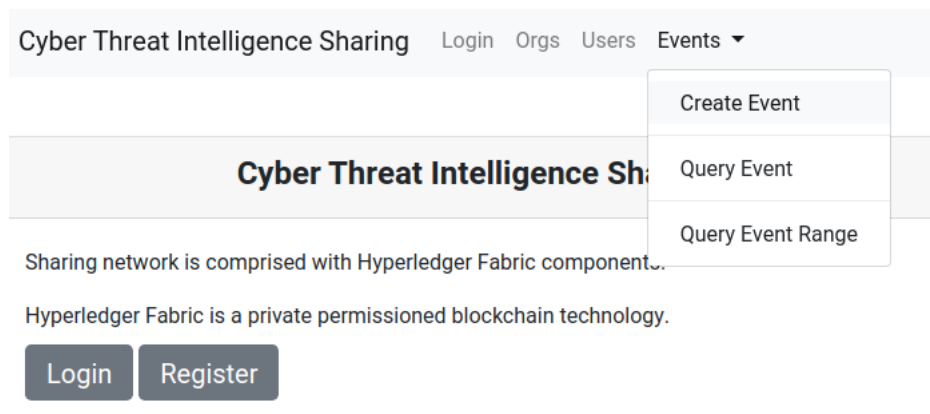 Cyber Threat Intelligence Sharing Login Orgs Users Events
Create Event
Cyber Threat Intelligence
Query Event
Query Event Range
Sharing network is comprised with Hyperledger Fabric components.
Hyperledger Fabric is a private permissioned blockchain technology.
Login Register